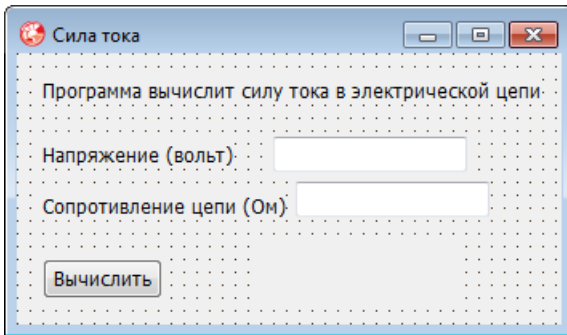 Сила тока
Программа вычислит силу тока в электрической цепи
Напряжение (вольт)
Сопротивление цепи (Ом)
Вычислить